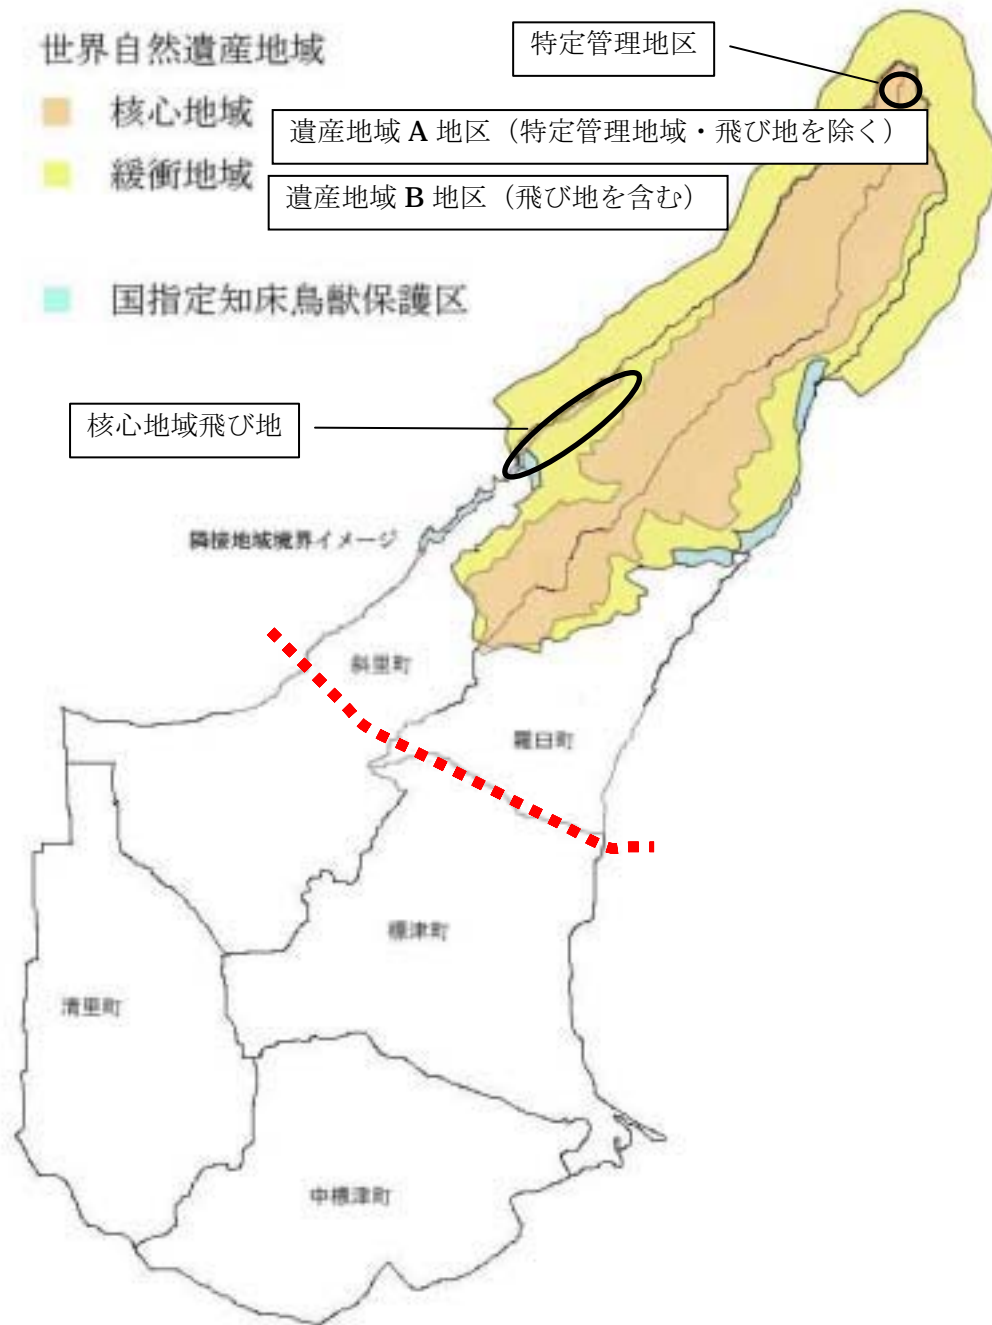 世界自然遺産地域
特定管理地区
核心地域
遺産地域 A 地区（特定管理地域・飛び地を除く）
緩衝地域
遺産地域 B 地区（飛び地を含む）
国指定知床鳥獣保護区
核心地域飛び地
隣接地域境界イメージ
斜里町
羅臼町
標津町
清里町
中標津町